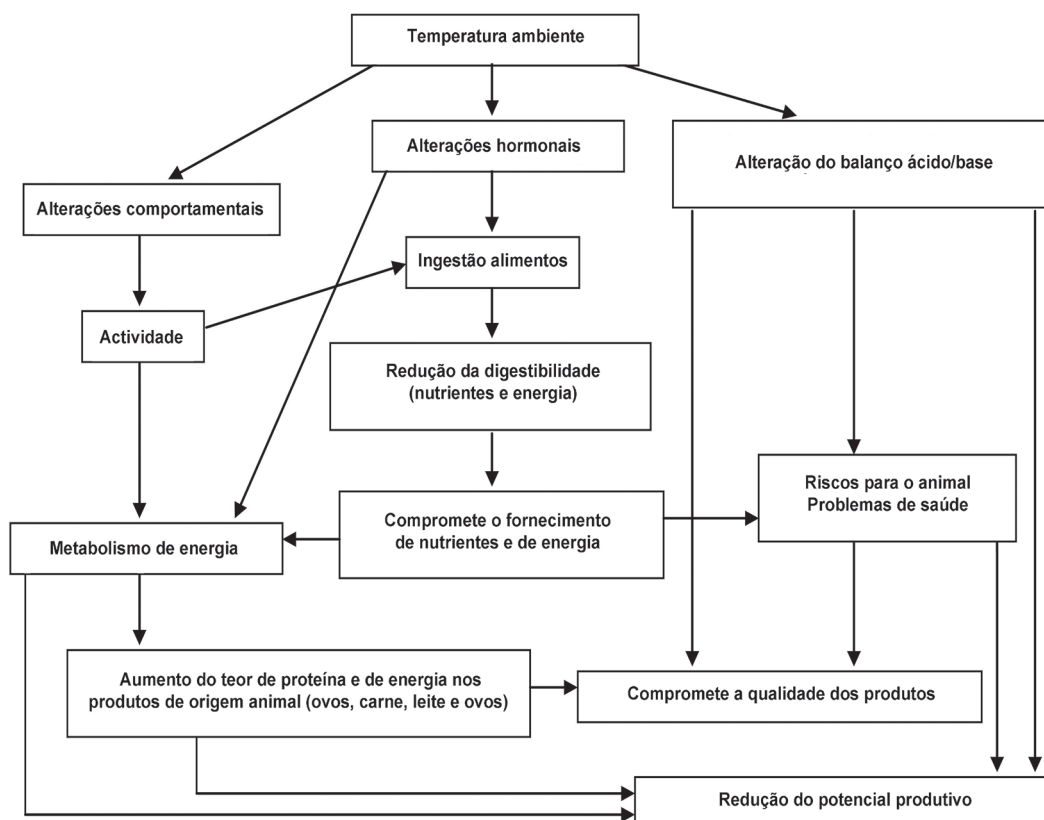 Temperatura ambiente
Alterações hormonais
Alteração do balanço ácido/base
Alterações comportamentais
Ingestão alimentos
Actividade
Redução da digestibilidade
(nutrientes e energia)
Riscos para o animal
Problemas de saúde
Compromete o fornecimento
de nutrientes e de energia
Metabolismo de energia
Aumento do teor de proteína e de energia nos
produtos de origem animal (ovos, carne, leite e ovos)
Compromete a qualidade dos produtos
Redução do potencial produtivo